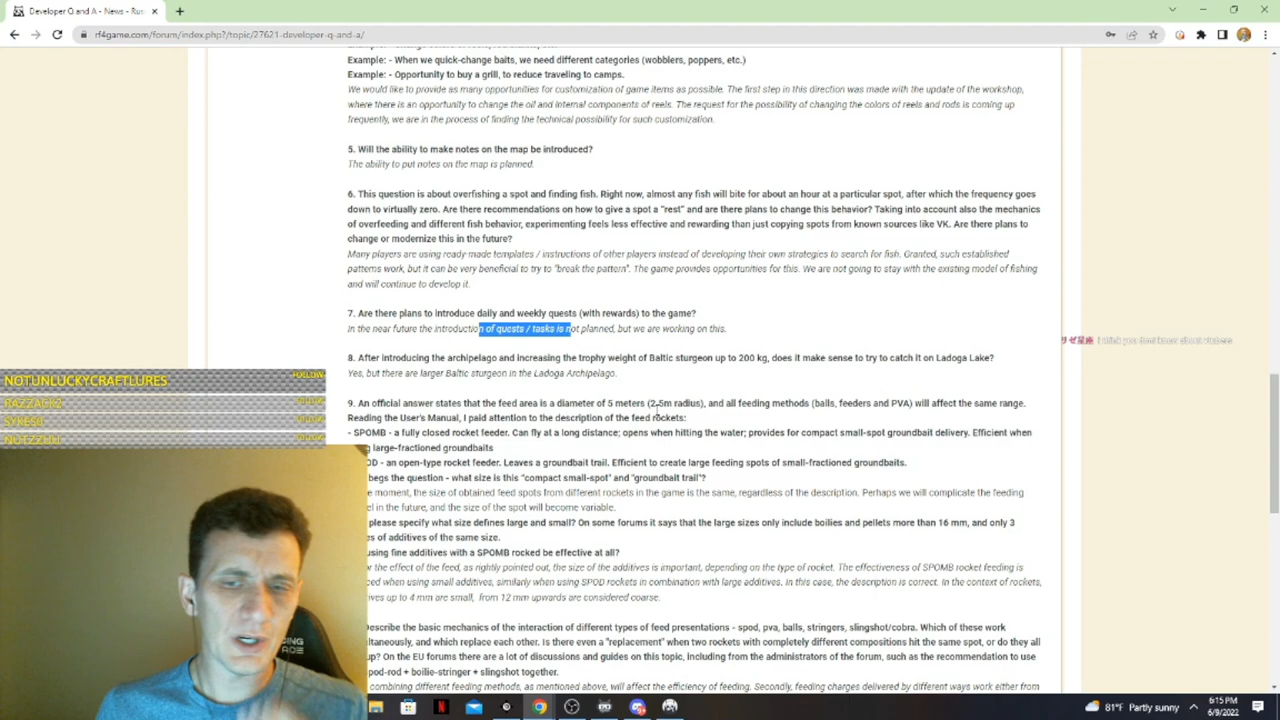 Developer Q and A - News - Rus
rf4game.com/forum/index.php?/topic/27621-developer-q-and-a/
Example: - When we quick-change baits, we need different categories (wobblers, poppers, etc.)
Example: - Opportunity to buy a grill, to reduce traveling to camps.
We would like to provide as many opportunities for customization of game items as possible. The first step in this direction was made with the update of the workshop,
where there is an opportunity to change the oil and internal components of reels. The request for the possibility of changing the colors of reels and rods is coming up
frequently, we are in the process of finding the technical possibility for such customization.
5. Will the ability to make notes on the map be introduced?
The ability to put notes on the map is planned.
6. This question is about overfishing a spot and finding fish. Right now, almost any fish will bite for about an hour at a particular spot, after which the frequency goes
down to virtually zero. Are there recommendations on how to give a spot a "rest" and are there plans to change this behavior? Taking into account also the mechanics
of overfeeding and different fish behavior, experimenting feels less effective and rewarding than just copying spots from known sources like VK. Are there plans to
change or modernize this in the future?
Many players are using ready-made templates / instructions of other players instead of developing their own strategies to search for fish. Granted, such established
patterns work, but it can be very beneficial to try to "break the pattern". The game provides opportunities for this. We are not going to stay with the existing model of fishing
and will continue to develop it.
7. Are there plans to introduce daily and weekly quests (with rewards) to the game?
In the near future the introduction of quests / tasks is not planned, but we are working on this.
8. After introducing the archipelago and increasing the trophy weight of Baltic sturgeon up to 200 kg, does it make sense to try to catch it on Ladoga Lake?
Yes, but there are larger Baltic sturgeon in the Ladoga Archipelago.
9. An official answer states that the feed area is a diameter of 5 meters (2.5m radius), and all feeding methods (balls, feeders and PVA) will affect the same range.
Reading the User's Manual, I paid attention to the description of the feed rockets:
- SPOMB - a fully closed rocket feeder. Can fly at a long distance; opens when hitting the water; provides for compact small-spot groundbait delivery. Efficient when
large-fractioned groundbaits
OD - an open-type rocket feeder. Leaves a groundbait trail. Efficient to create large feeding spots of small-fractioned groundbaits.
begs the question - what size is this "compact small-spot" and "groundbait trail"?
e moment, the size of obtained feed spots from different rockets in the game is the same, regardless of the description. Perhaps we will complicate the feeding
el in the future, and the size of the spot will become variable.
please specify what size defines large and small? On some forums it says that the large sizes only include boilies and pellets more than 16 mm, and only 3
es of additives of the same size.
using fine additives with a SPOMB rocked be effective at all?
the effect of the feed, as rightly pointed out, the size of the additives is important, depending on the type of rocket. The effectiveness of SPOMB rocket feeding is
ced when using small additives, similarly when using SPOD rockets in combination with large additives. In this case, the description is correct. In the context of rockets,
ives up to 4 mm are small, from 12 mm upwards are considered coarse.
Describe the basic mechanics of the interaction of different types of feed presentations - spod, pva, balls, stringers, slingshot/cobra. Which of these work
ltaneously, and which replace each other. Is there even a "replacement" when two rockets with completely different compositions hit the same spot, or do they all
up? On the EU forums there are a lot of discussions and guides on this topic, including from the administrators of the forum, such as the recommendation to use
pod-rod + boilie-stringer + slingshot together.
combining different feeding methods, as mentioned above, will affect the efficiency of feeding. Secondly, feeding charges delivered by different ways work either from
NOTUNLUCKYCRAFTLURES FOLLOW
RAZZACK2
SYKES0
NUTZZUKI
GING
81°F Partly sunny
6:15 PM
6/9/2022